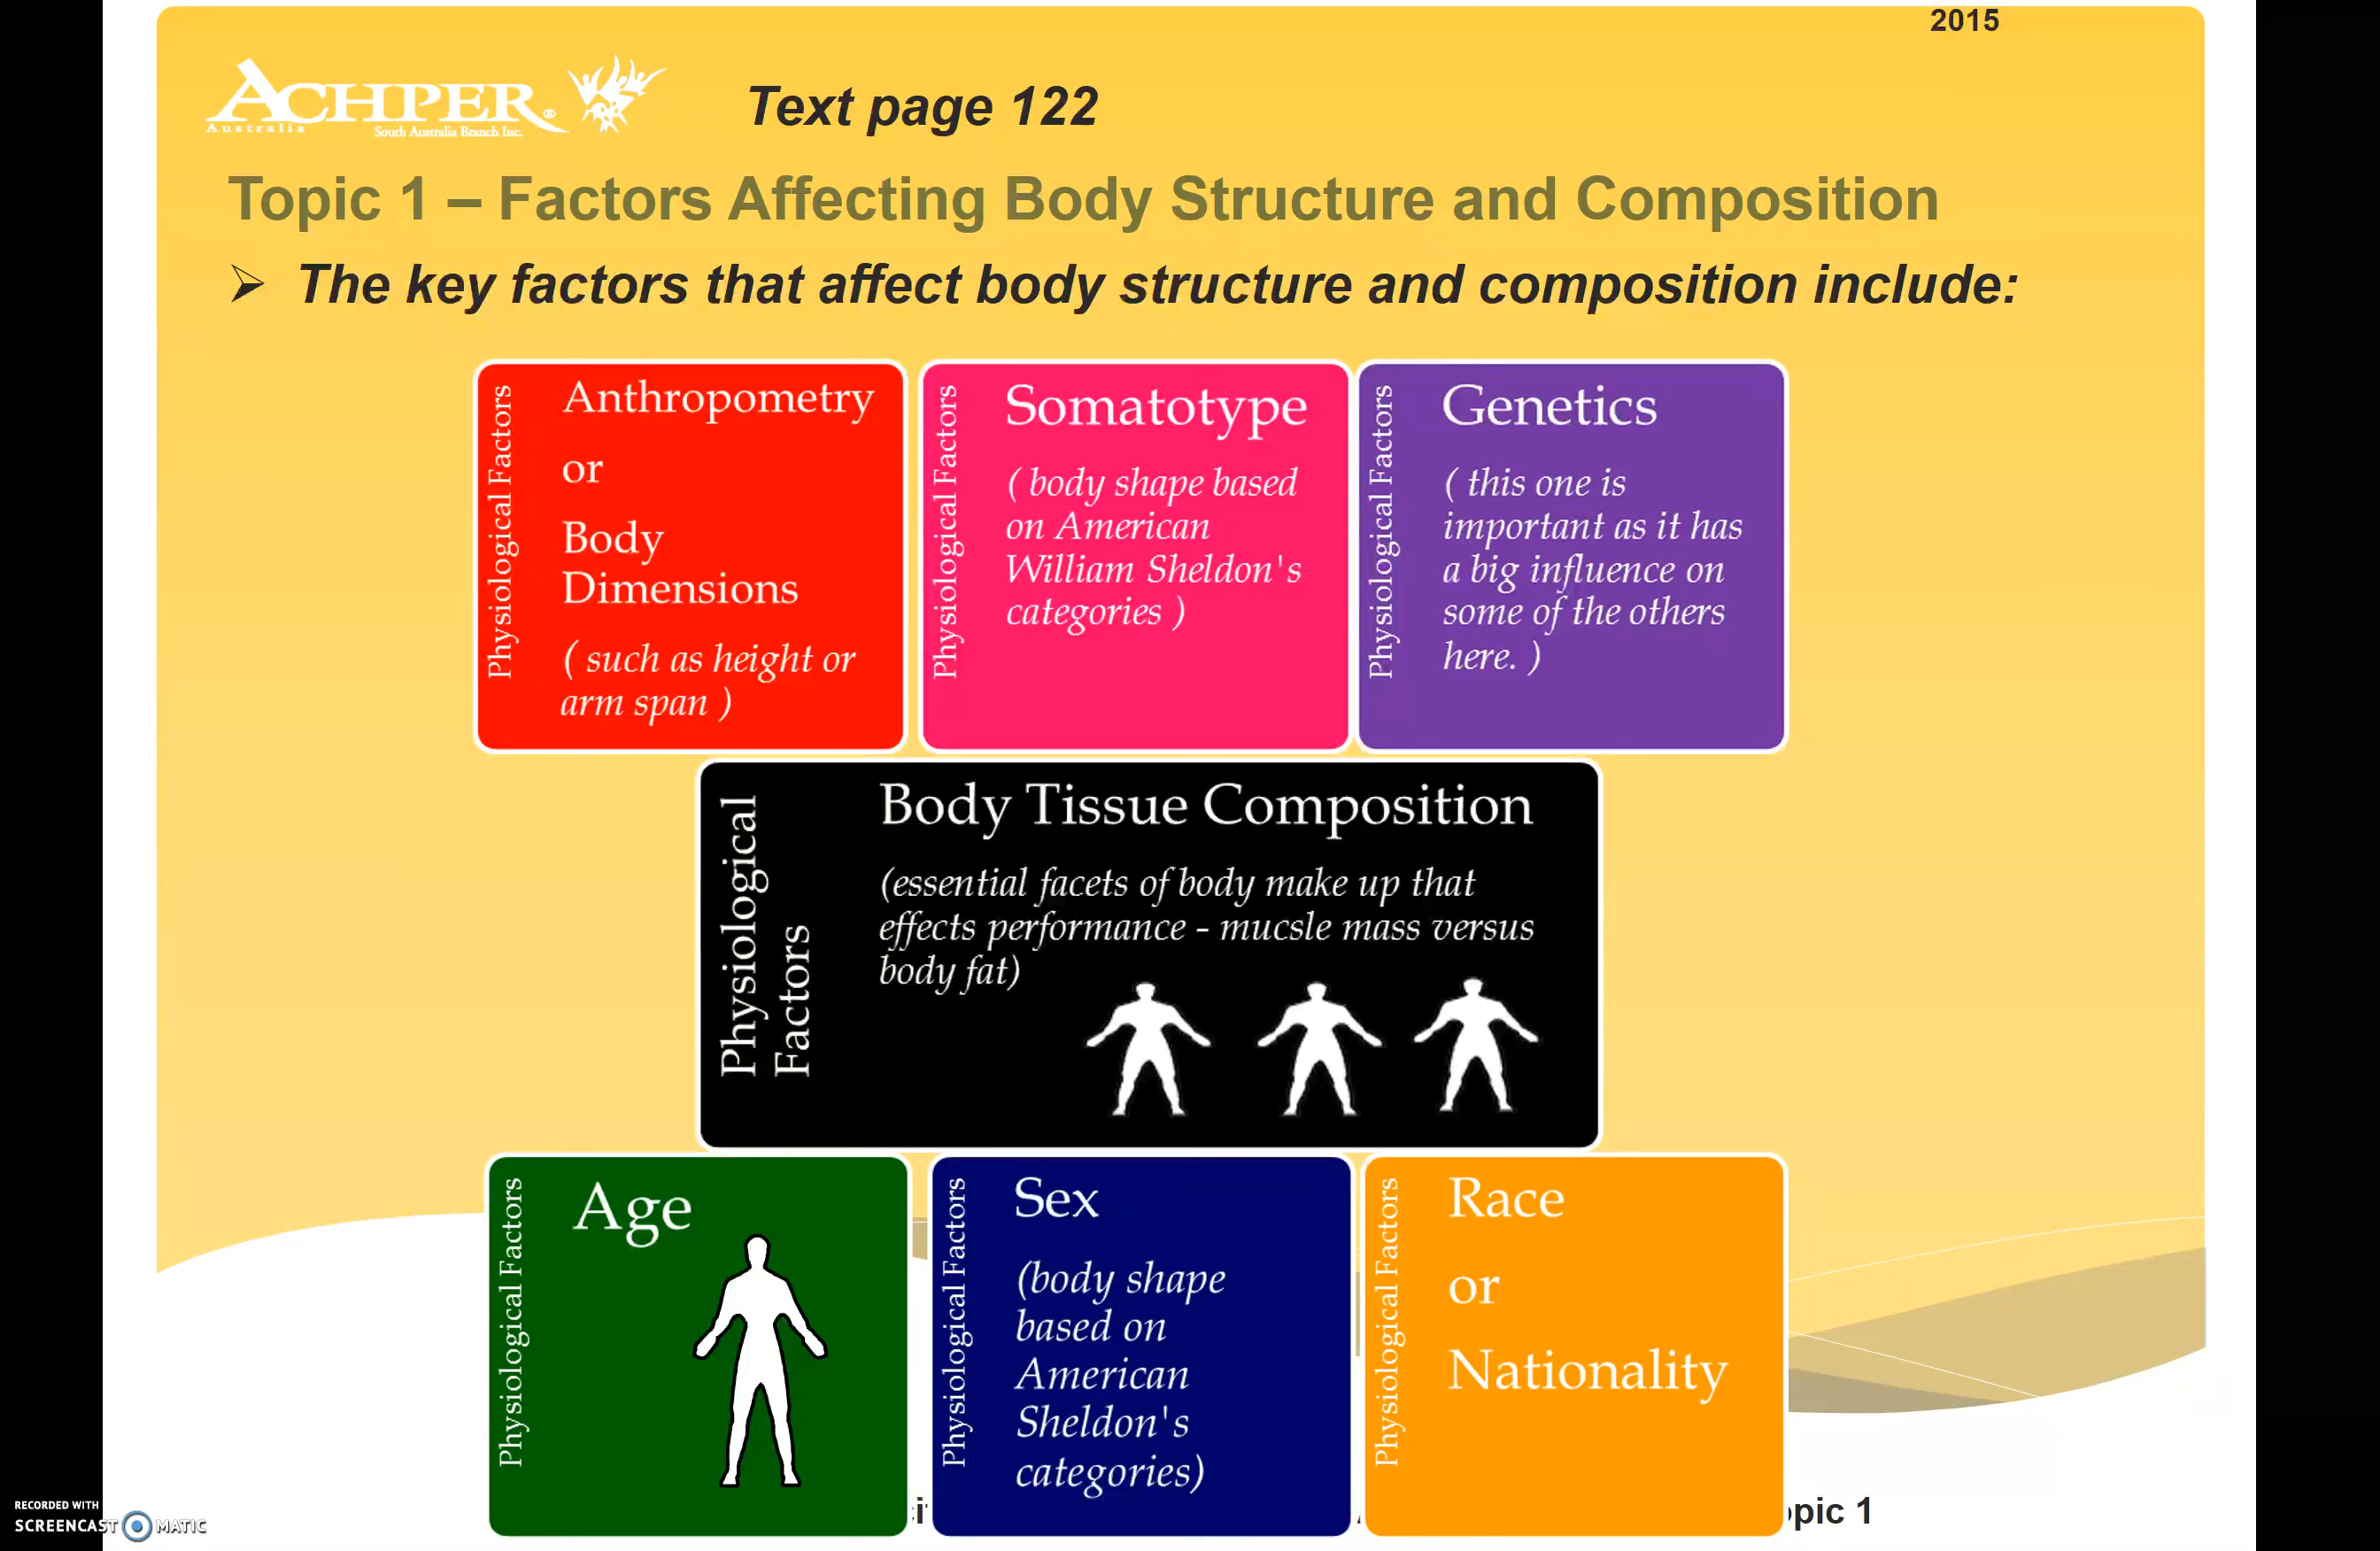 2015
ACHPER®
Australia
South Australia Branch Inc.
Text page 122
Topic 1 – Factors Affecting Body Structure and Composition
➢ The key factors that affect body structure and composition include:
Physiological Factors
Anthropometry
or
Body
Dimensions
( such as height or
arm span )
Physiological Factors
Somatotype
( body shape based
on American
William Sheldon's
categories )
Physiological Factors
Genetics
( this one is
important as it has
a big influence on
some of the others
here. )
Physiological
Factors
Body Tissue Composition
(essential facets of body make up that
effects performance - mucsle mass versus
body fat)
Physiological Factors
Age
Physiological Factors
Sex
(body shape
based on
American
Sheldon's
categories)
Physiological Factors
Race
or
Nationality
pic 1
RECORDED WITH
SCREENCAST MATIC